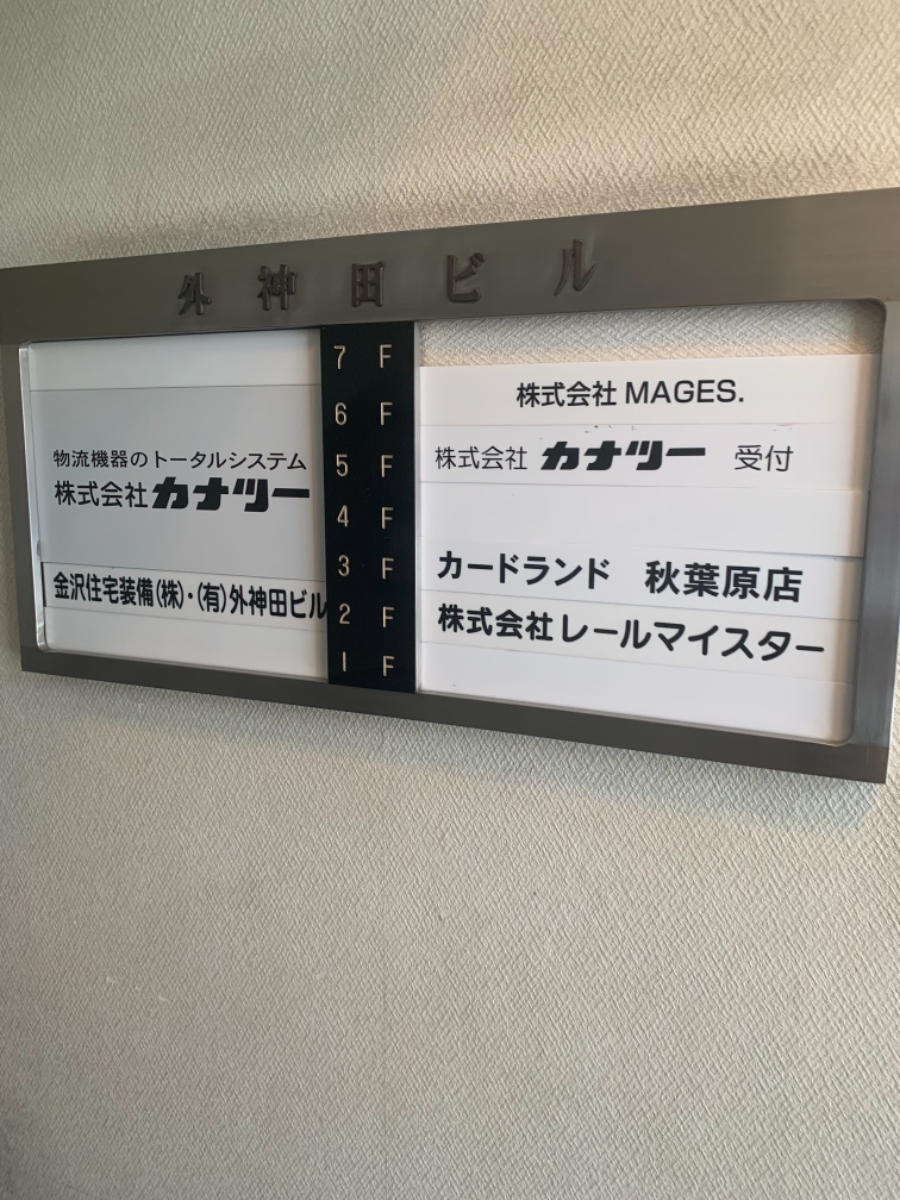 外神田ビル
物流機器のトータルシステム
株式会社カナツー
金沢住宅装備(株)・(有)外神田ビル
7 F
6 F
5 F
4 F
3 F
2 F
1 F
株式会社 MAGES.
株式会社 カナツー 受付
カードランド 秋葉原店
株式会社レールマイスター